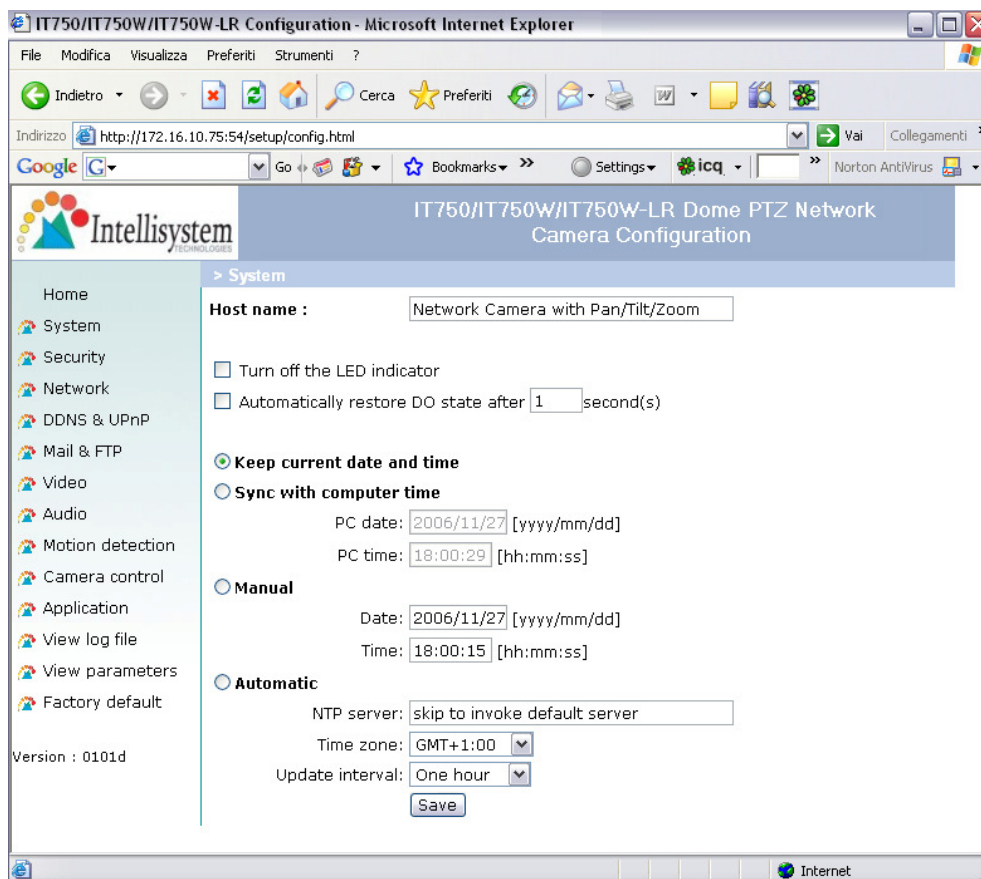 IT750/IT750W/IT750W-LR Configuration - Microsoft Internet Explorer
File Modifica Visualizza Preferiti Strumenti ?
Indietro Cerca Preferiti W
Indirizzo http://172.16.10.75:54/setup/config.html Vai Collegamenti »
Google G Go Bookmarks » Settings icq » Norton AntiVirus
Intellisystem
TECHNOLOGIES
IT750/IT750W/IT750W-LR Dome PTZ Network
Camera Configuration
> System
Home
System
Security
Network
DDNS & UPnP
Mail & FTP
Video
Audio
Motion detection
Camera control
Application
View log file
View parameters
Factory default
Version : 0101d
Host name : Network Camera with Pan/Tilt/Zoom
Turn off the LED indicator
Automatically restore DO state after 1 second(s)
Keep current date and time
Sync with computer time
PC date: 2006/11/27 [yyyy/mm/dd]
PC time: 18:00:29 [hh:mm:ss]
Manual
Date: 2006/11/27 [yyyy/mm/dd]
Time: 18:00:15 [hh:mm:ss]
Automatic
NTP server: skip to invoke default server
Time zone: GMT+1:00
Update interval: One hour
Save
Internet